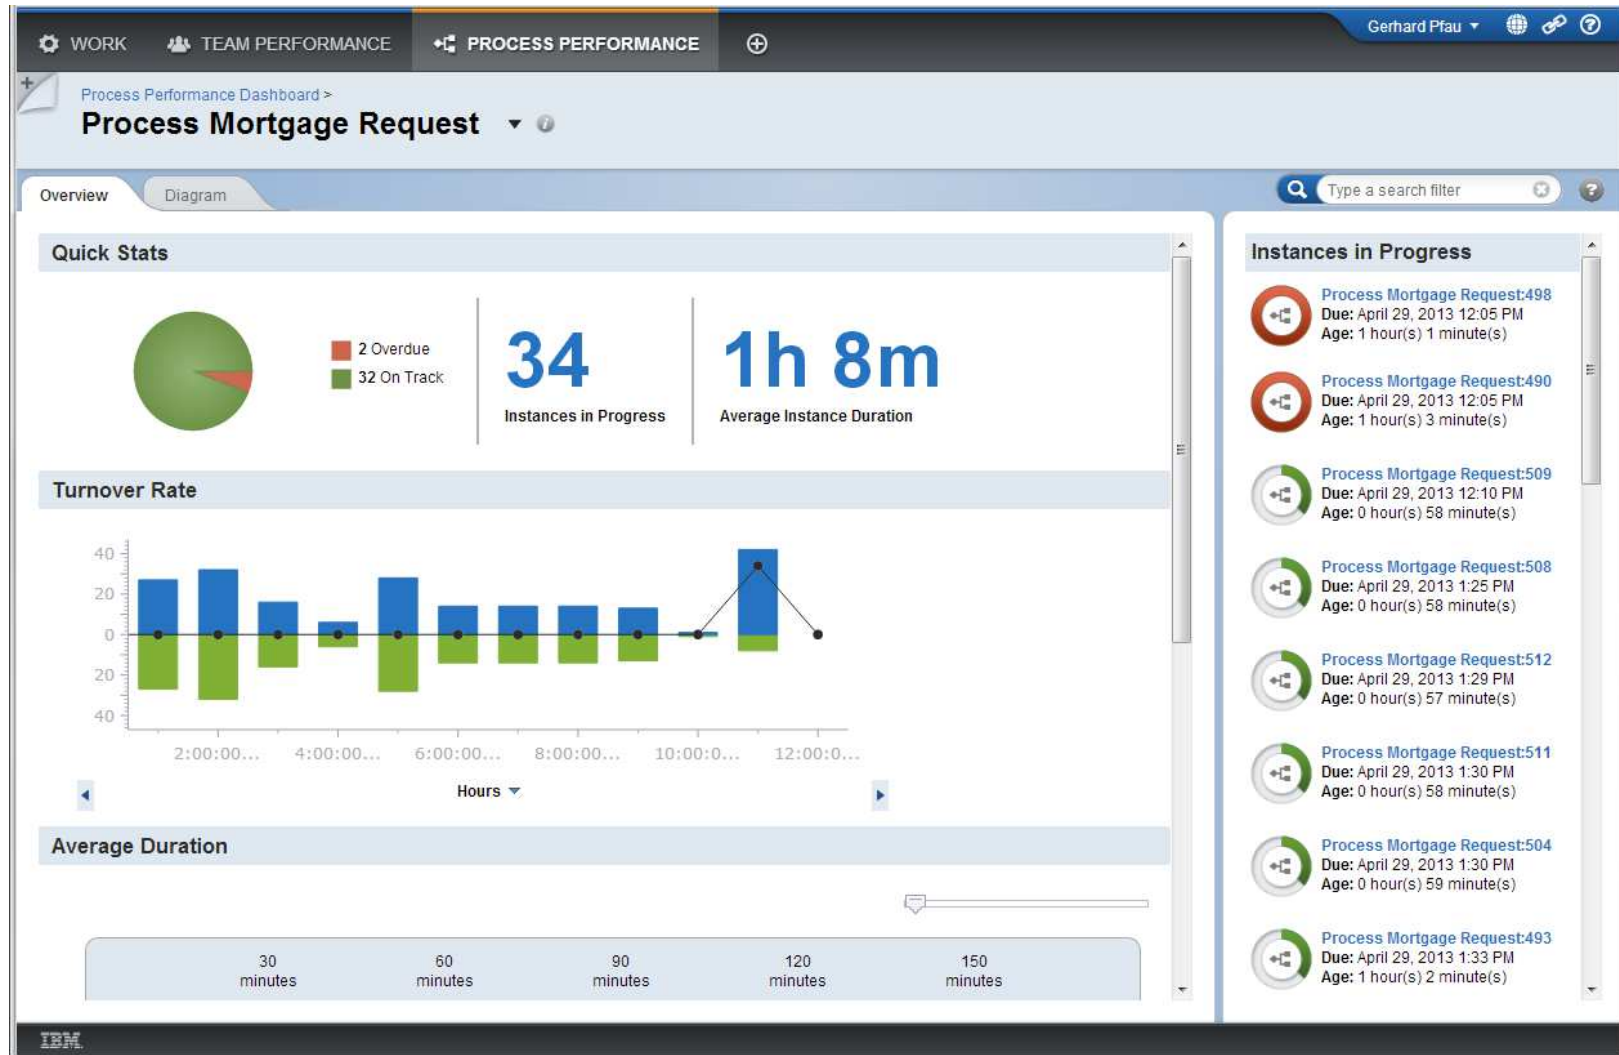 Gerhard Pfau
WORK
TEAM PERFORMANCE
PROCESS PERFORMANCE
Process Performance Dashboard >
Process Mortgage Request
Overview
Diagram
Type a search filter
Quick Stats
2 Overdue
32 On Track
34
Instances in Progress
1h 8m
Average Instance Duration
Turnover Rate
40
20
0
20
40
2:00:00...
4:00:00...
6:00:00...
8:00:00...
10:00:0...
12:00:0...
Hours
Average Duration
30
minutes
60
minutes
90
minutes
120
minutes
150
minutes
Instances in Progress
Process Mortgage Request:498
Due: April 29, 2013 12:05 PM
Age: 1 hour(s) 1 minute(s)
Process Mortgage Request:490
Due: April 29, 2013 12:05 PM
Age: 1 hour(s) 3 minute(s)
Process Mortgage Request:509
Due: April 29, 2013 12:10 PM
Age: 0 hour(s) 58 minute(s)
Process Mortgage Request:508
Due: April 29, 2013 1:25 PM
Age: 0 hour(s) 58 minute(s)
Process Mortgage Request:512
Due: April 29, 2013 1:29 PM
Age: 0 hour(s) 57 minute(s)
Process Mortgage Request:511
Due: April 29, 2013 1:30 PM
Age: 0 hour(s) 58 minute(s)
Process Mortgage Request:504
Due: April 29, 2013 1:30 PM
Age: 0 hour(s) 59 minute(s)
Process Mortgage Request:493
Due: April 29, 2013 1:33 PM
Age: 1 hour(s) 2 minute(s)
IBM.